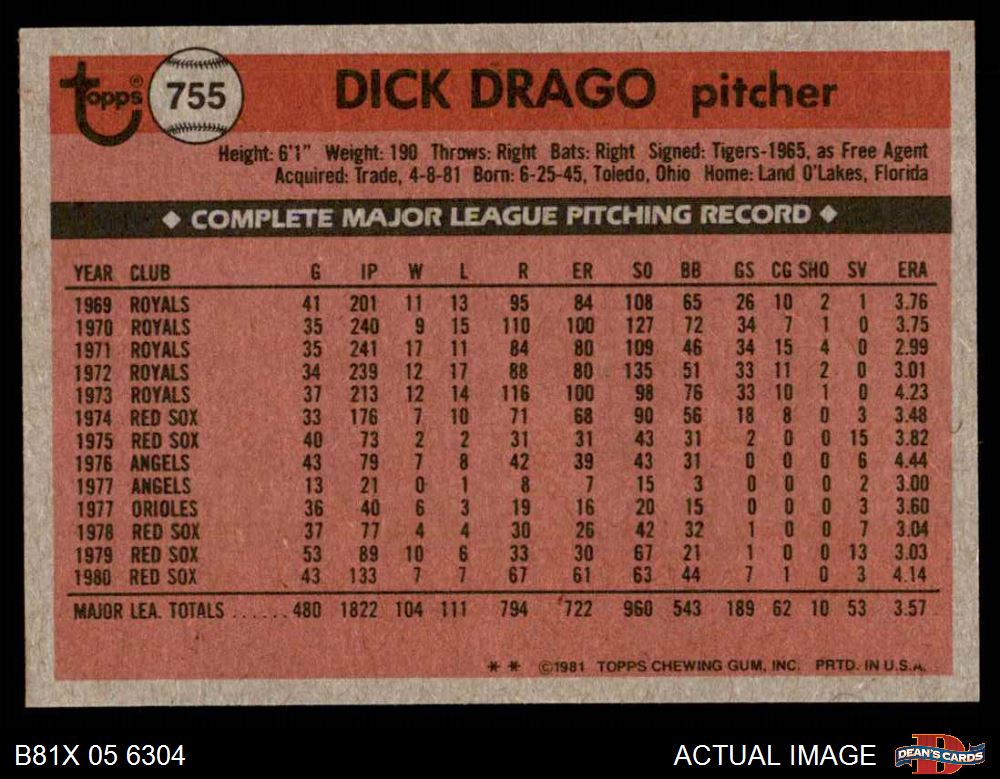 topps® 755 DICK DRAGO pitcher
Height: 6'1" Weight: 190 Throws: Right Bats: Right Signed: Tigers-1965, as Free Agent
Acquired: Trade, 4-8-81 Born: 6-25-45, Toledo, Ohio Home: Land O'Lakes, Florida
◆ COMPLETE MAJOR LEAGUE PITCHING RECORD ◆
YEAR CLUB G IP W L R ER SO BB GS CG SHO SV ERA
1969 ROYALS 41 201 11 13 95 84 108 65 26 10 2 1 3.76
1970 ROYALS 35 240 9 15 110 100 127 72 34 7 1 0 3.75
1971 ROYALS 35 241 17 11 84 80 109 46 34 15 4 0 2.99
1972 ROYALS 34 239 12 17 88 80 135 51 33 11 2 0 3.01
1973 ROYALS 37 213 12 14 116 100 98 76 33 10 1 0 4.23
1974 RED SOX 33 176 7 10 71 68 90 56 18 8 0 3 3.48
1975 RED SOX 40 73 2 2 31 31 43 31 2 0 0 15 3.82
1976 ANGELS 43 79 7 8 42 39 43 31 0 0 0 6 4.44
1977 ANGELS 13 21 0 1 8 7 15 3 0 0 0 2 3.00
1977 ORIOLES 36 40 6 3 19 16 20 15 0 0 0 3 3.60
1978 RED SOX 37 77 4 4 30 26 42 32 1 0 0 7 3.04
1979 RED SOX 53 89 10 6 33 30 67 21 1 0 0 13 3.03
1980 RED SOX 43 133 7 7 67 61 63 44 7 1 0 3 4.14
MAJOR LEA. TOTALS ...... 480 1822 104 111 794 722 960 543 189 62 10 53 3.57
* * ©1981 TOPPS CHEWING GUM, INC. PRTD. IN U.S.A.
B81X 05 6304 ACTUAL IMAGE D DEAN'S CARDS